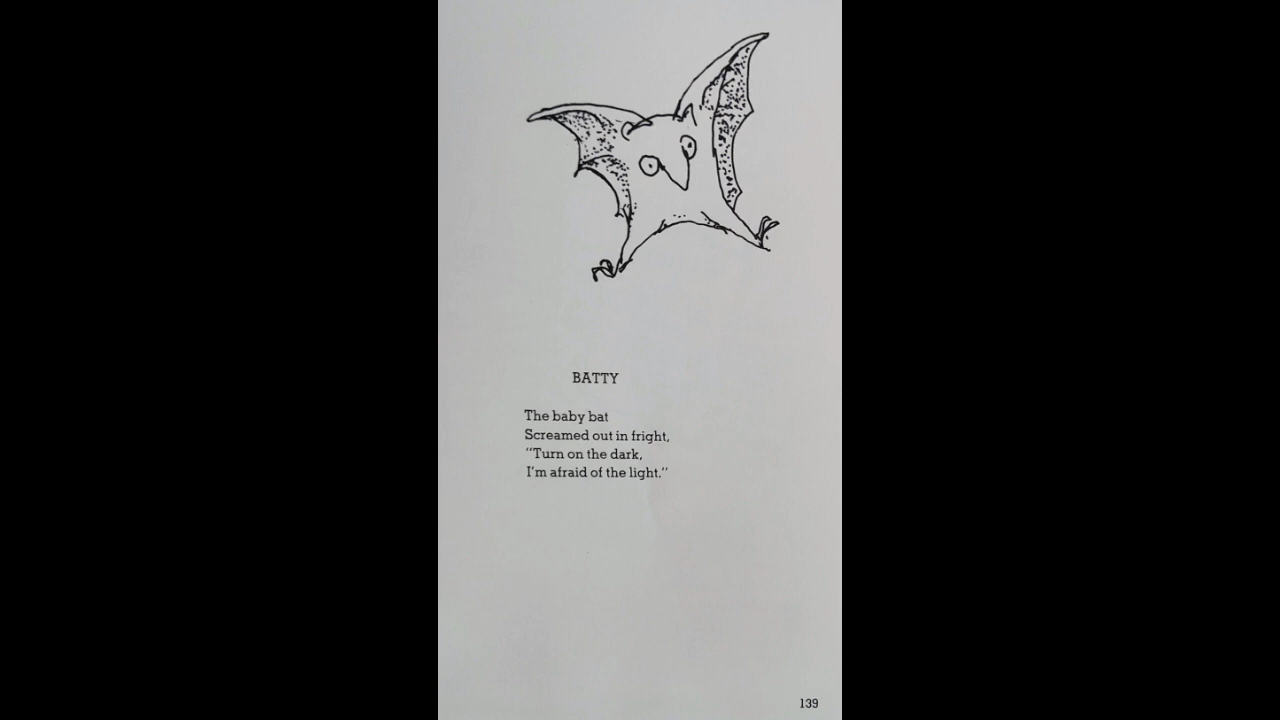 BATTY
The baby bat
Screamed out in fright,
“Turn on the dark,
I’m afraid of the light.”
139